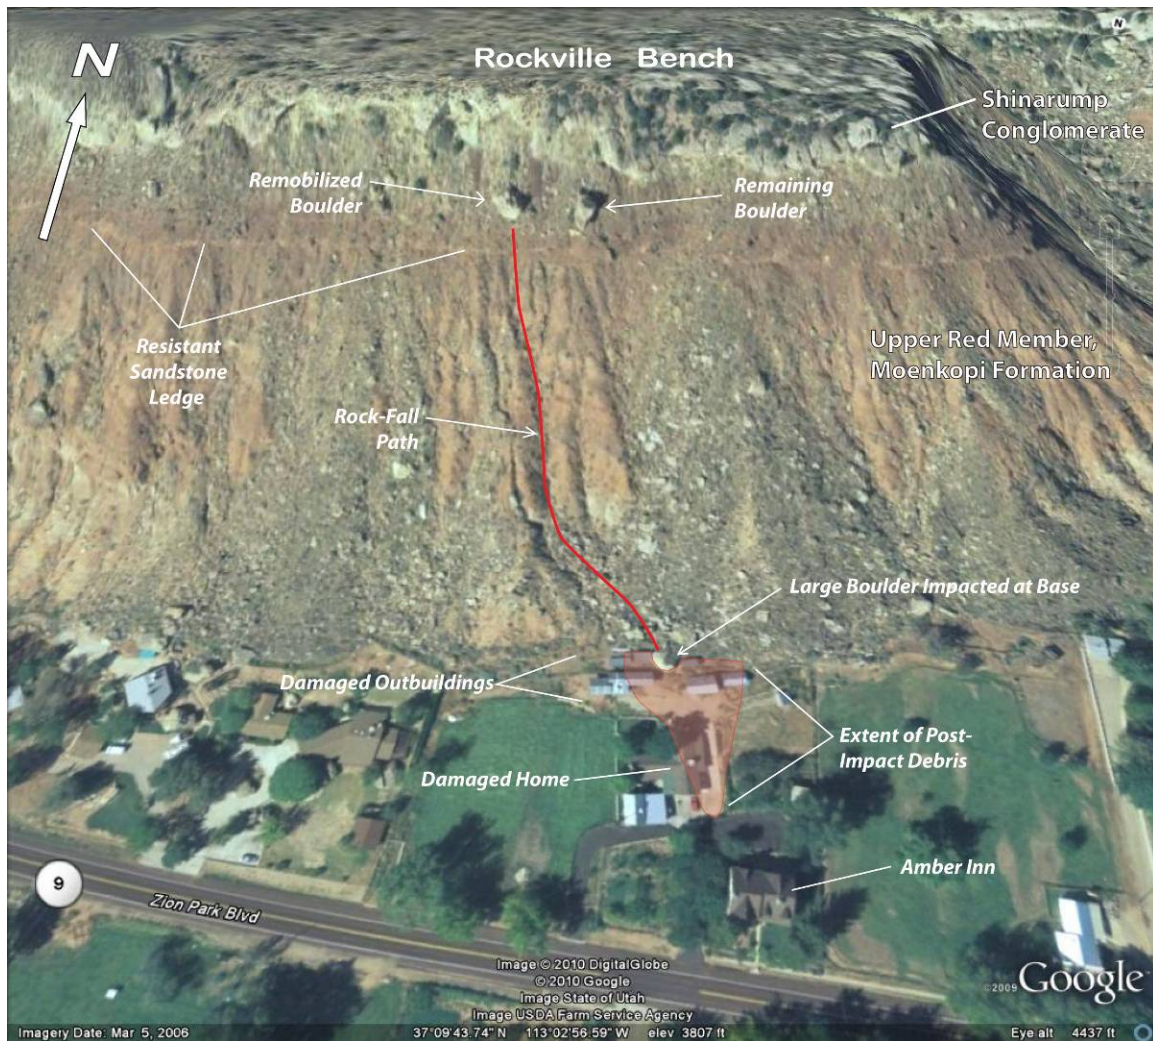 N
Rockville Bench
N
Shinarump
Conglomerate
Remobilized
Boulder
Remaining
Boulder
Resistant
Sandstone
Ledge
Upper Red Member,
Moenkopi Formation
Rock-Fall
Path
Large Boulder Impacted at Base
Damaged Outbuildings
Extent of Post-
Impact Debris
Damaged Home
Amber Inn
9
Zion Park Blvd
Image © 2010 DigitalGlobe
© 2010 Google
Image State of Utah
Image USDA Farm Service Agency
©2009 Google
Imagery Date: Mar 5, 2006
37°09'43.74" N 113°02'56.59" W elev 3807 ft
Eye alt 4437 ft